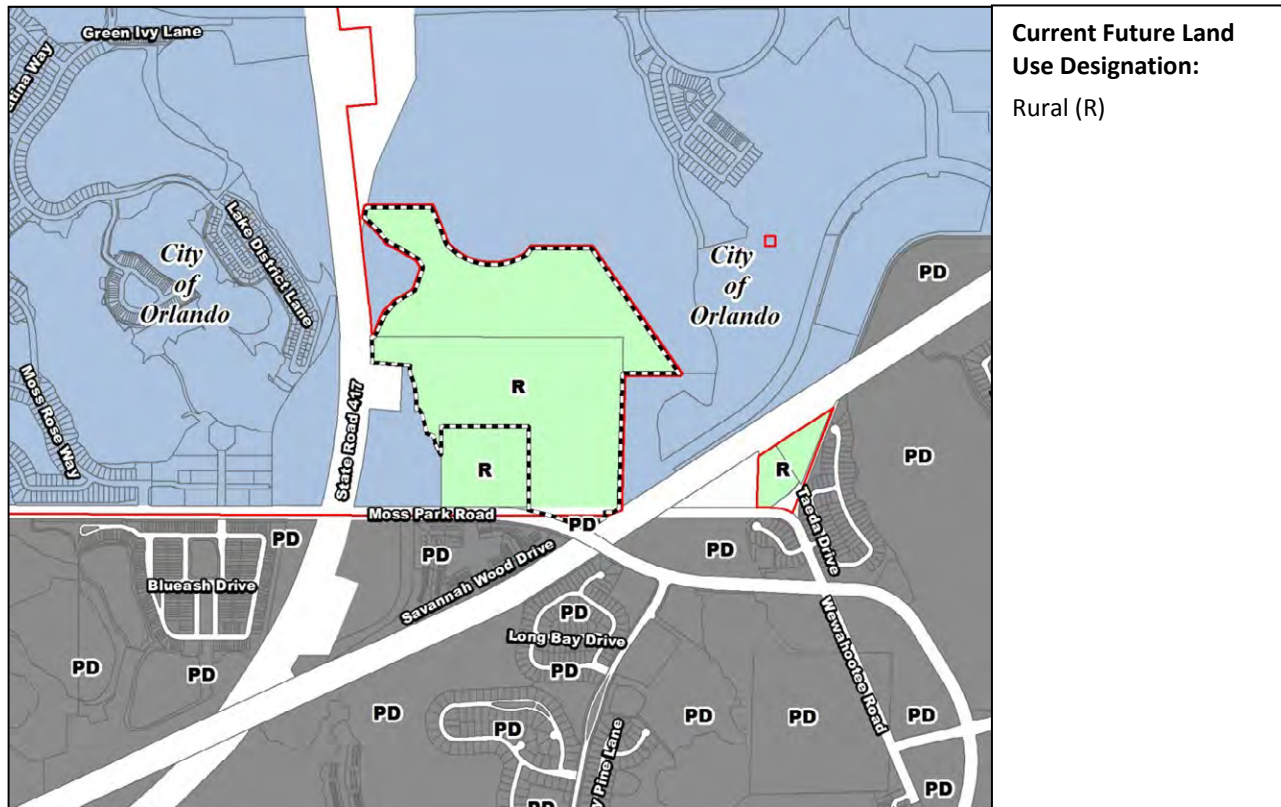 Green Ivy Lane
Current Future Land
Use Designation:
Rural (R)
Lake District Lane
City
of
Orlando
City
of
Orlando
PD
State Road 417
R
Moss Rose Way
R
R
PD
Taeda Drive
Moss Park Road
PD
PD
PD
PD
Savannah Wood Drive
Blueash Drive
PD
Long Bay Drive
PD
Wewahootee Road
PD
PD
PD
PD
PD
PD
PD
PD
Pine Lane
PD
PD